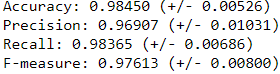 Accuracy: 0.98450 (+/- 0.00526)
Precision: 0.96907 (+/- 0.01031)
Recall: 0.98365 (+/- 0.00686)
F-measure: 0.97613 (+/- 0.00800)